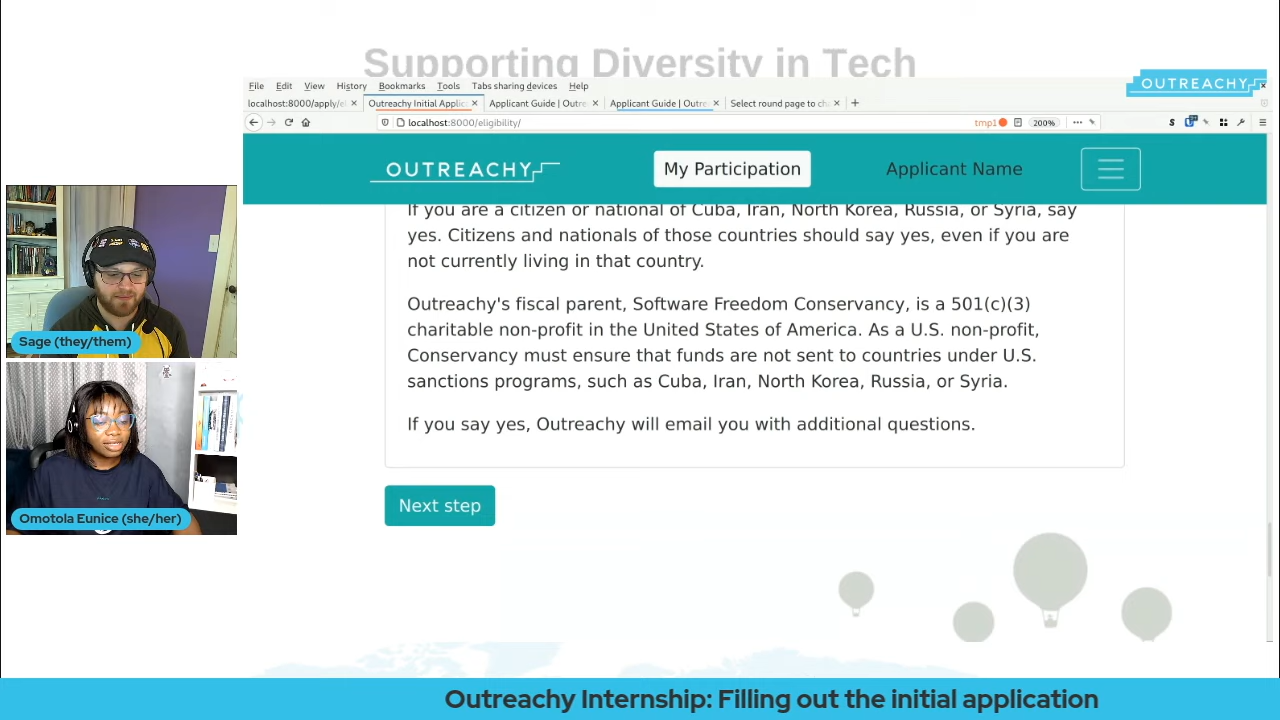 Supporting Diversity in Tech
File Edit View History Bookmarks Tools Tabs sharing devices Help
OUTREACHY
localhost:8000/apply/el Outreachy Initial Applic Applicant Guide | Outre Applicant Guide | Outre Select round page to ch
localhost:8000/eligibility/ tmp1 200%
OUTREACHY My Participation Applicant Name
If you are a citizen or national of Cuba, Iran, North Korea, Russia, or Syria, say
yes. Citizens and nationals of those countries should say yes, even if you are
not currently living in that country.
Outreachy's fiscal parent, Software Freedom Conservancy, is a 501(c)(3)
charitable non-profit in the United States of America. As a U.S. non-profit,
Conservancy must ensure that funds are not sent to countries under U.S.
sanctions programs, such as Cuba, Iran, North Korea, Russia, or Syria.
If you say yes, Outreachy will email you with additional questions.
Next step
Sage (they/them)
Omotola Eunice (she/her)
Outreachy Internship: Filling out the initial application